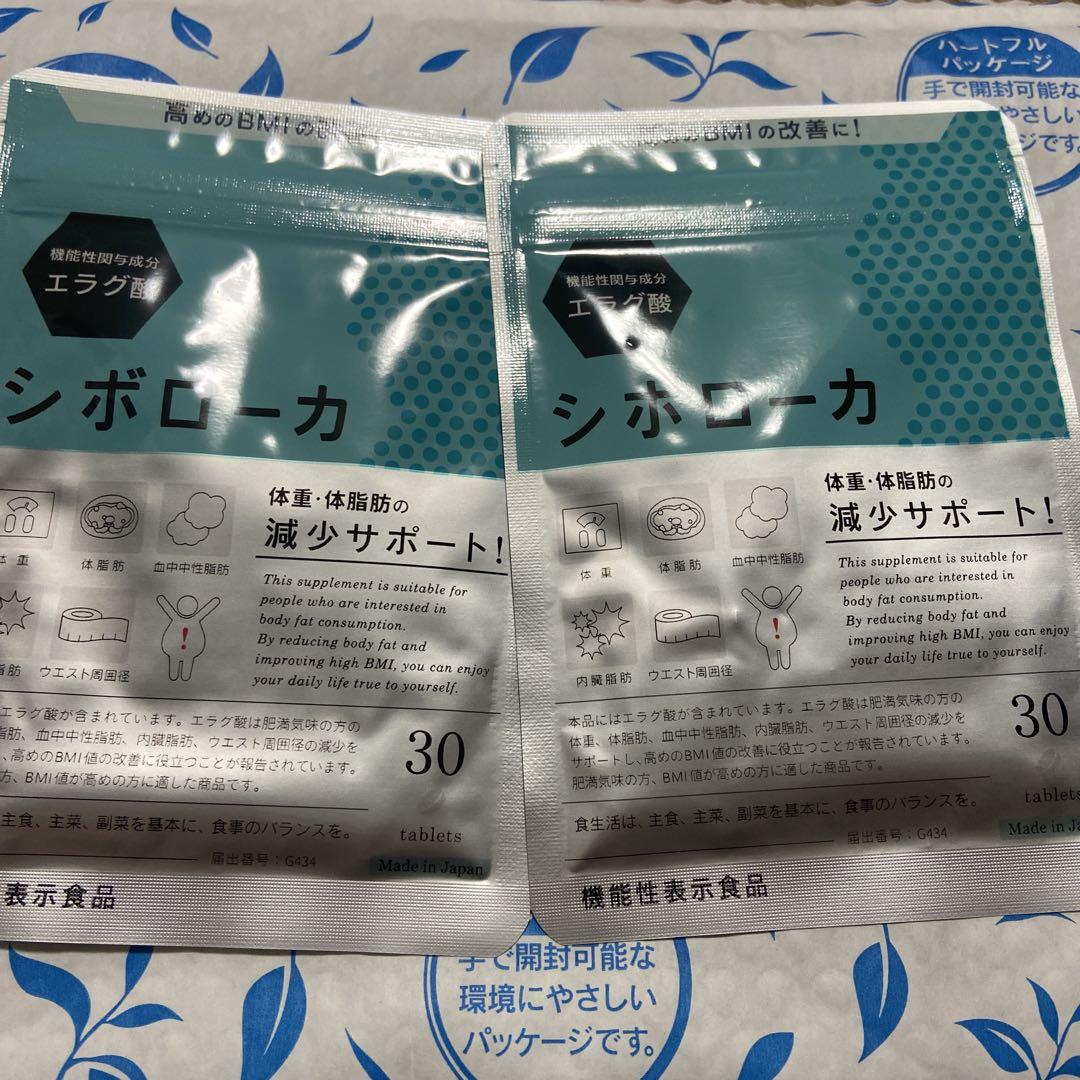 ハートフル
パッケージ
手で開封可能な
やさしい
ージです。
高めのBMIの
機能性関与成分
エラグ酸
シボローカ
体重・体脂肪の
減少サポート!
体重
体脂肪
血中中性脂肪
脂肪
ウエスト周囲径
This supplement is suitable for
people who are interested in
body fat consumption.
By reducing body fat and
improving high BMI, you can enjoy
your daily life true to yourself.
エラグ酸が含まれています。エラグ酸は肥満気味の方の
脂肪、血中中性脂肪、内臓脂肪、ウエスト周囲径の減少を
、高めのBMI値の改善に役立つことが報告されています。
方、BMI値が高めの方に適した商品です。
主食、主菜、副菜を基本に、食事のバランスを。
届出番号:G434
30
tablets
Made in Japan
表示食品
BMIの改善に!
機能性関与成分
エラグ酸
シボローカ
体重・体脂肪の
減少サポート!
体重
体脂肪
血中中性脂肪
内臓脂肪
ウエスト周囲径
This supplement is suitable for
people who are interested in
body fat consumption.
By reducing body fat and
improving high BMI, you can enjoy
your daily life true to yourself.
本品にはエラグ酸が含まれています。エラグ酸は肥満気味の方の
体重、体脂肪、血中中性脂肪、内臓脂肪、ウエスト周囲径の減少を
サポートし、高めのBMI値の改善に役立つことが報告されています。
肥満気味の方、BMI値が高めの方に適した商品です。
食生活は、主食、主菜、副菜を基本に、食事のバランスを。
届出番号:G434
30
tablets
Made in Japan
機能性表示食品
手で開封可能な
環境にやさしい
パッケージです。